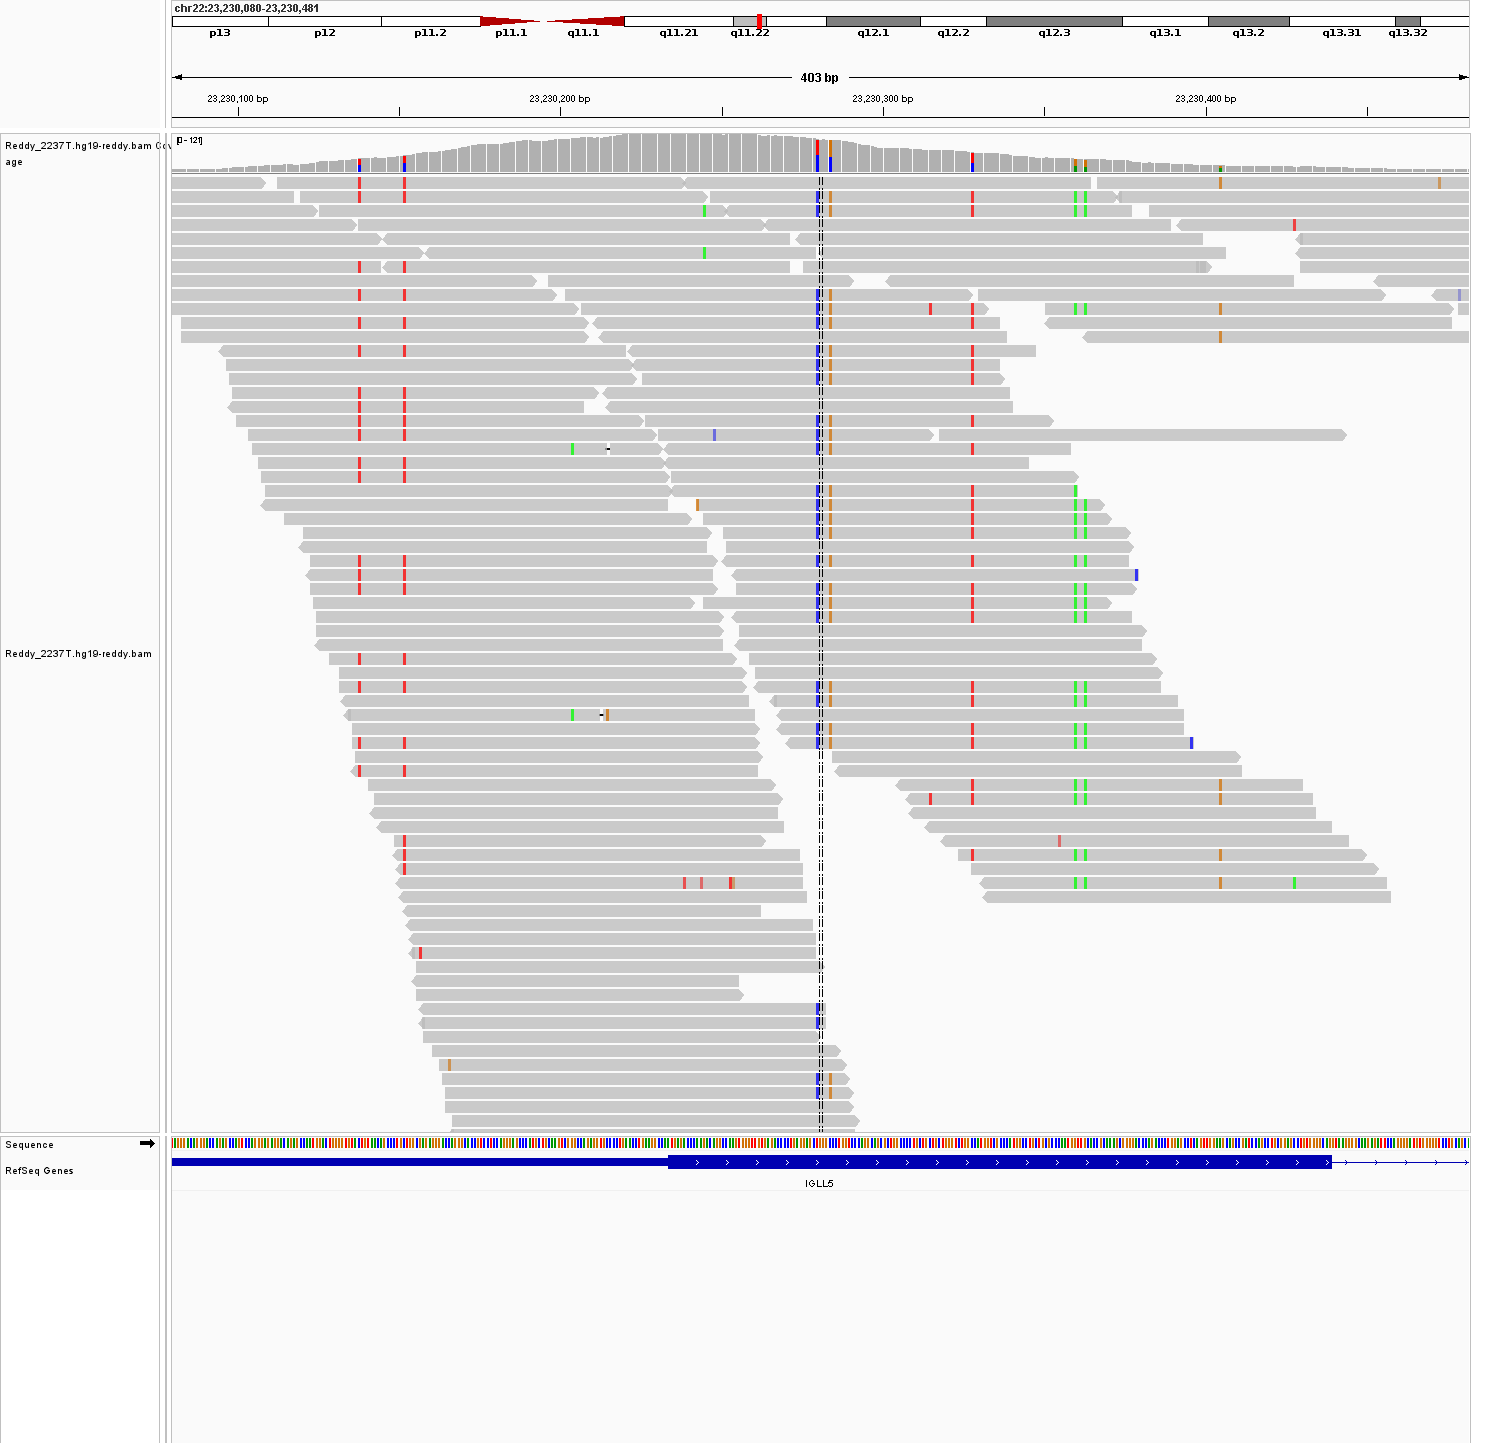 chr22:23,230,080-23,230,481
p13 p12 p11.2 p11.1 q11.1 q11.21 q11.22 q12.1 q12.2 q12.3 q13.1 q13.2 q13.31 q13.32
403 bp
23,230,100 bp 23,230,200 bp 23,230,300 bp 23,230,400 bp
Reddy_2237T.hg19-reddy.bam Cov
age
[0 - 121]
Reddy_2237T.hg19-reddy.bam
Sequence
RefSeq Genes
IGLL5